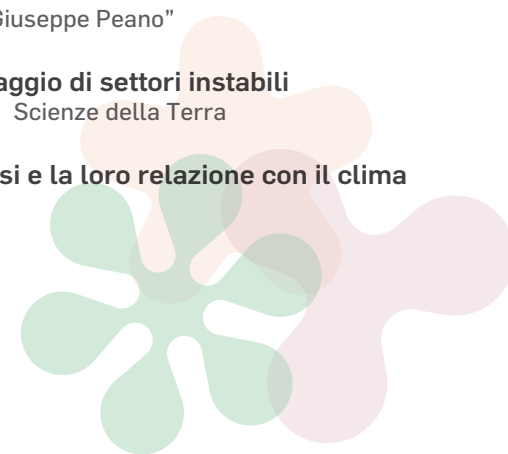 Giuseppe Peano”
aggio di settori instabili
Scienze della Terra
si e la loro relazione con il clima